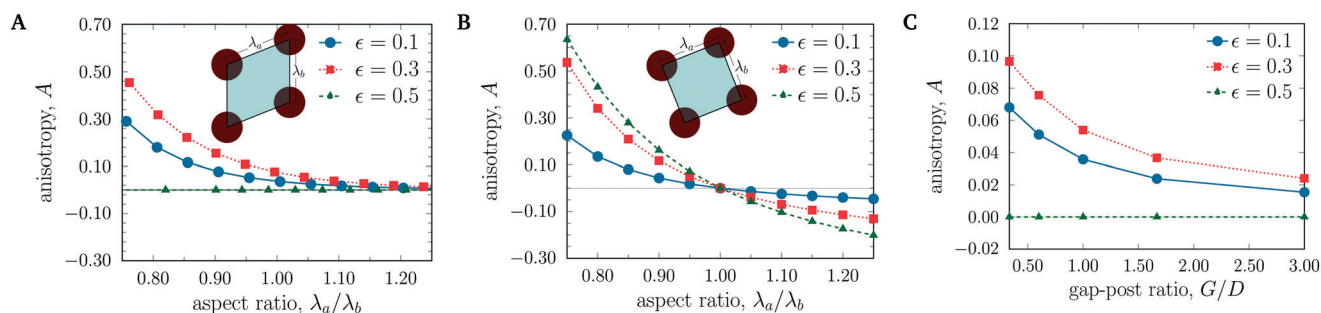 A
anisotropy, A
0.70
0.50
0.30
0.10
−0.10
−0.30
λa
λb
ϵ = 0.1
ϵ = 0.3
ϵ = 0.5
0.80 0.90 1.00 1.10 1.20
aspect ratio, λa/λb
B
anisotropy, A
0.70
0.50
0.30
0.10
−0.10
−0.30
λa
λb
ϵ = 0.1
ϵ = 0.3
ϵ = 0.5
0.80 0.90 1.00 1.10 1.20
aspect ratio, λa/λb
C
anisotropy, A
0.12
0.10
0.08
0.06
0.04
0.02
0.00
−0.02
ϵ = 0.1
ϵ = 0.3
ϵ = 0.5
0.50 1.00 1.50 2.00 2.50 3.00
gap-post ratio, G/D